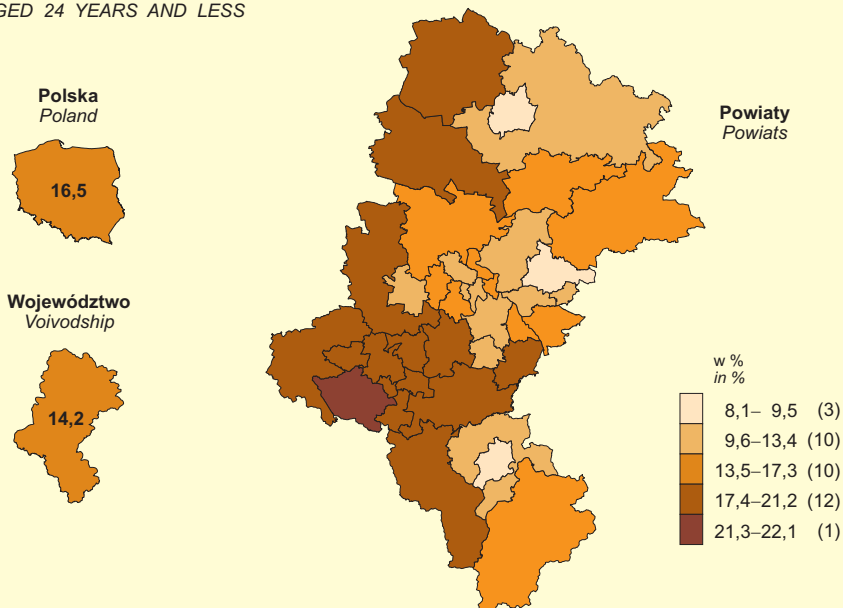 AGED 24 YEARS AND LESS
Polska
Poland
16,5
Powiaty
Powiats
Województwo
Voivodship
14,2
w %
in %
8,1– 9,5 (3)
9,6–13,4 (10)
13,5–17,3 (10)
17,4–21,2 (12)
21,3–22,1 (1)